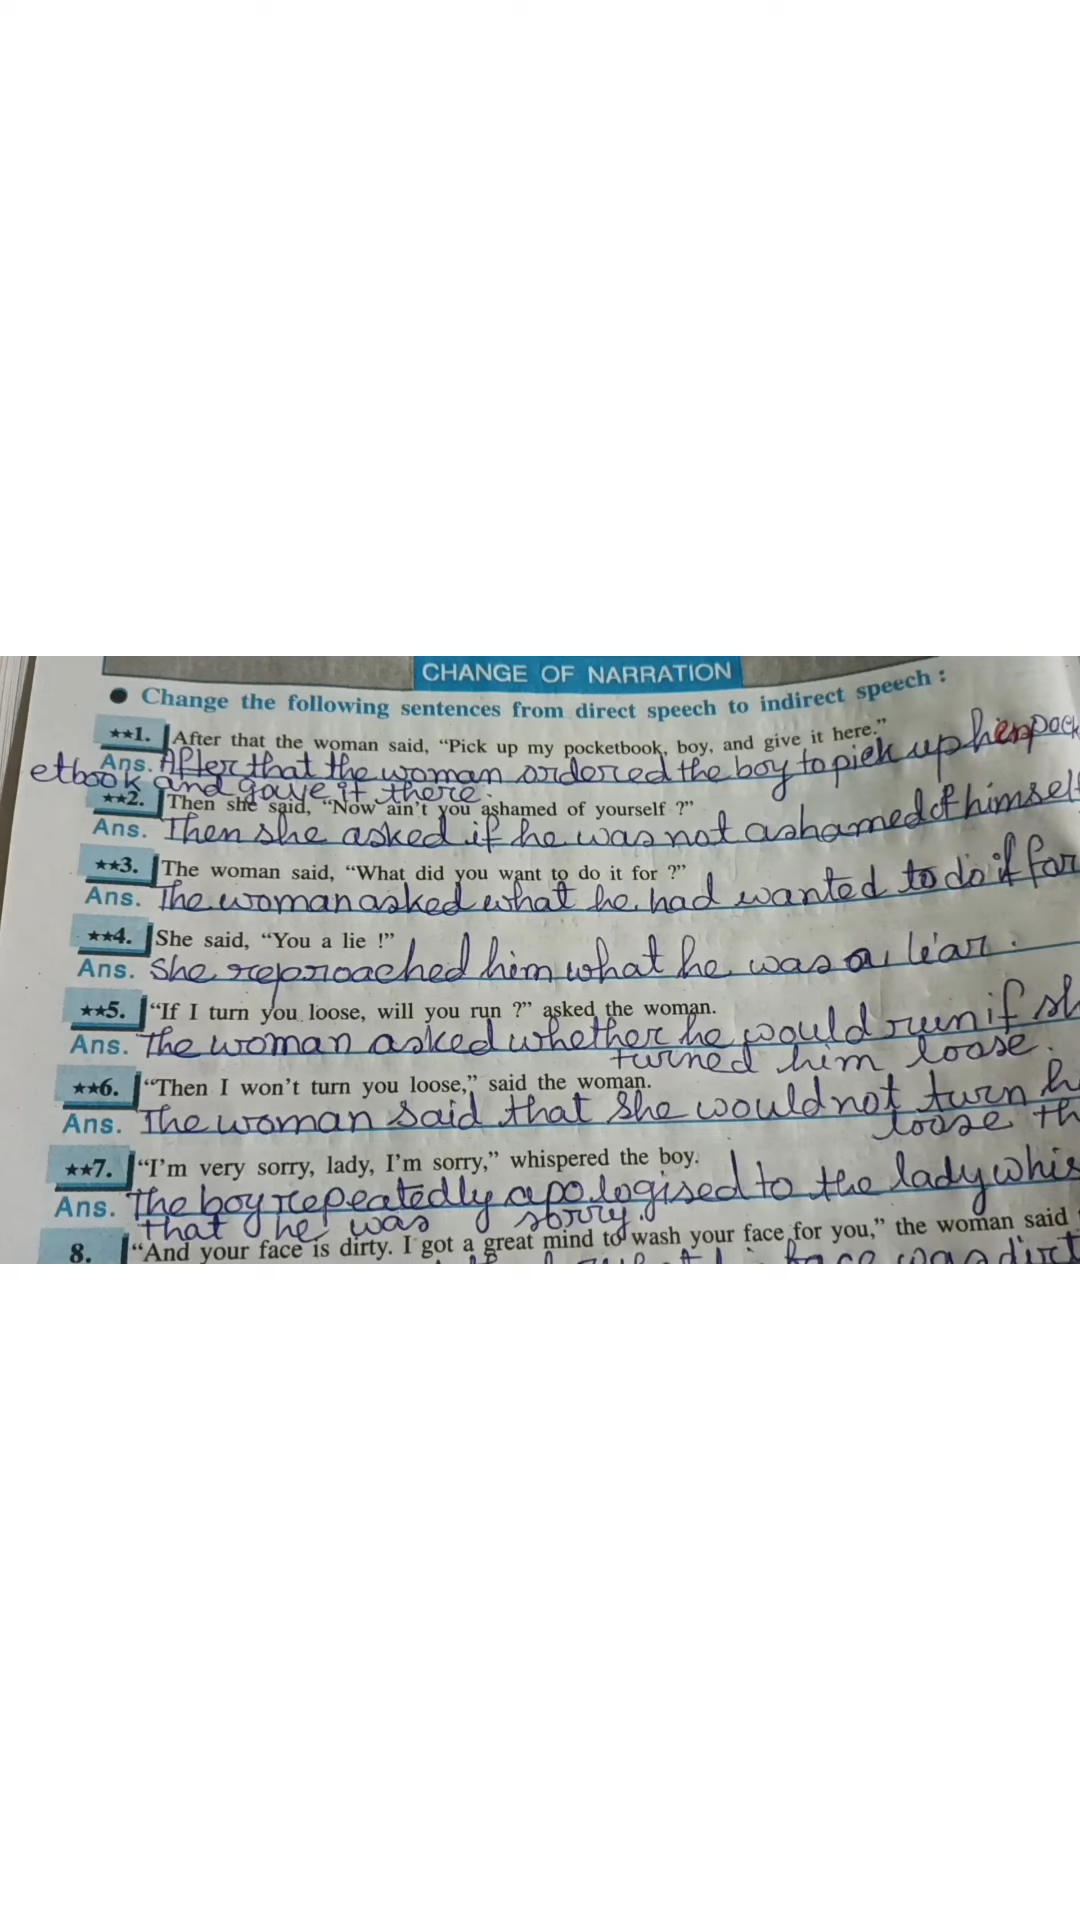 CHANGE OF NARRATION
● Change the following sentences from direct speech to indirect speech :
★★1. After that the woman said, “Pick up my pocketbook, boy, and give it here.”
Ans. After that the woman ordered the boy to pick up her pock
etbook and gave it there.
★★2. Then she said, “Now ain't you ashamed of yourself ?”
Ans. Then she asked if he was not ashamed of himself
★★3. The woman said, “What did you want to do it for ?”
Ans. The woman asked what he had wanted to do it for
★★4. She said, “You a lie !”
Ans. She reproached him what he was a liar.
★★5. “If I turn you loose, will you run ?” asked the woman.
Ans. The woman asked whether he would run if sh
turned him loose.
★★6. “Then I won't turn you loose,” said the woman.
Ans. The woman said that she would not turn h
loose th
★★7. “I'm very sorry, lady, I'm sorry,” whispered the boy.
Ans. The boy repeatedly apologised to the lady whis
that he was sorry.
8. “And your face is dirty. I got a great mind to wash your face for you,” the woman said
face was dirt